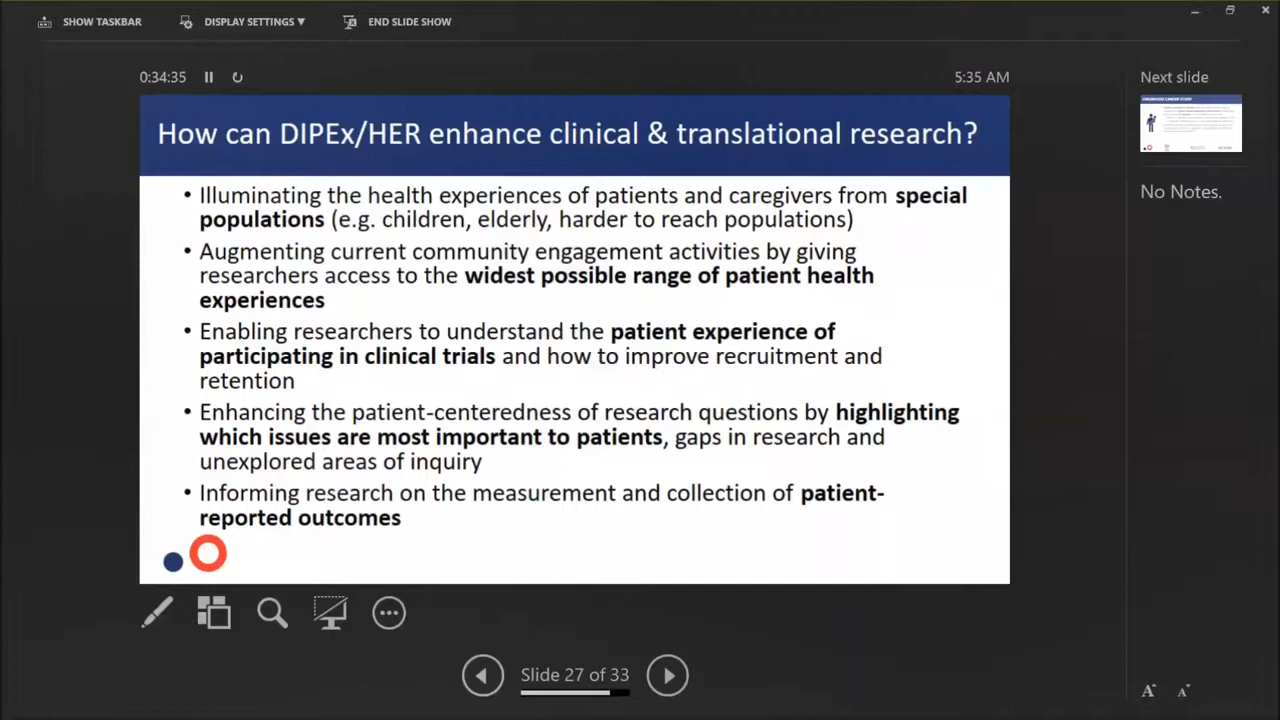 SHOW TASKBAR
DISPLAY SETTINGS ▼
END SLIDE SHOW
0:34:35
5:35 AM
Next slide
How can DIPEx/HER enhance clinical & translational research?
• Illuminating the health experiences of patients and caregivers from special
populations (e.g. children, elderly, harder to reach populations)
• Augmenting current community engagement activities by giving
researchers access to the widest possible range of patient health
experiences
• Enabling researchers to understand the patient experience of
participating in clinical trials and how to improve recruitment and
retention
• Enhancing the patient-centeredness of research questions by highlighting
which issues are most important to patients, gaps in research and
unexplored areas of inquiry
• Informing research on the measurement and collection of patient-
reported outcomes
CHILDHOOD CANCER STUDY
No Notes.
Slide 27 of 33
A A